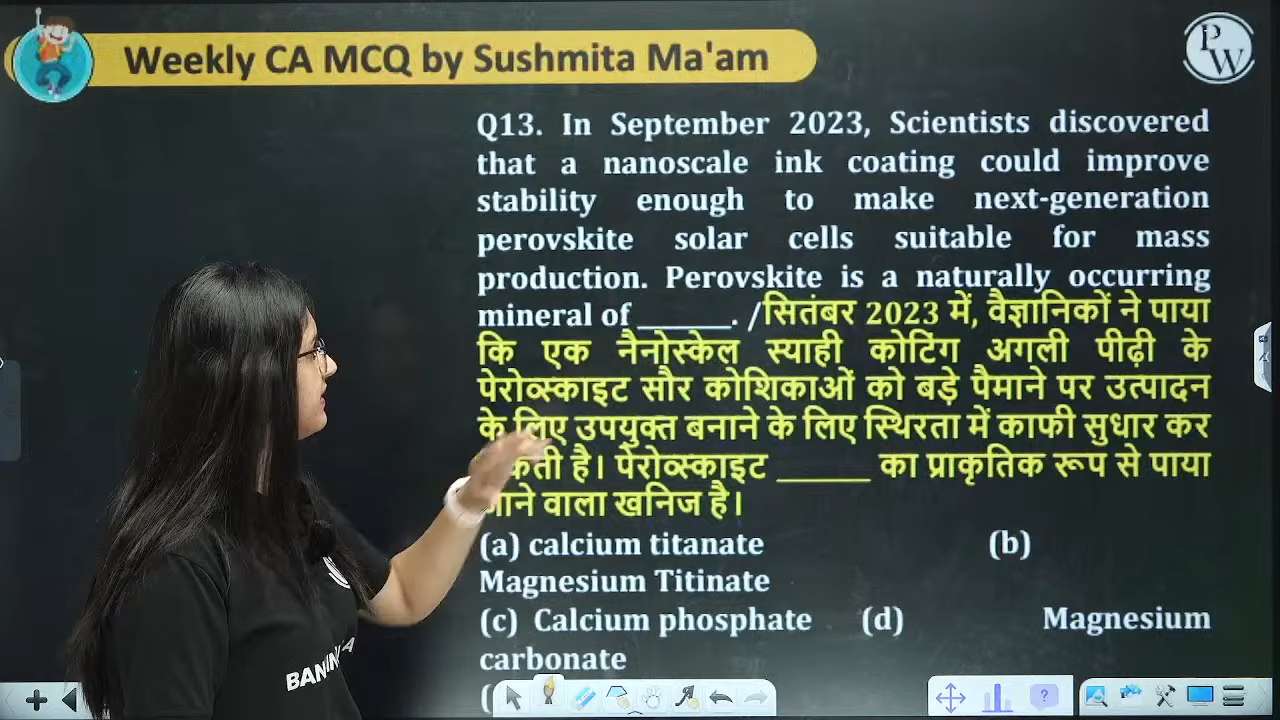 Weekly CA MCQ by Sushmita Ma'am
PW
Q13. In September 2023, Scientists discovered
that a nanoscale ink coating could improve
stability enough to make next-generation
perovskite solar cells suitable for mass
production. Perovskite is a naturally occurring
mineral of ______. /सितंबर 2023 में, वैज्ञानिकों ने पाया
कि एक नैनोस्केल स्याही कोटिंग अगली पीढ़ी के
पेरोव्स्काइट सौर कोशिकाओं को बड़े पैमाने पर उत्पादन
के लिए उपयुक्त बनाने के लिए स्थिरता में काफी सुधार कर
है। पेरोव्स्काइट ______ का प्राकृतिक रूप से पाया
वाला खनिज है।
(a) calcium titanate (b)
Magnesium Titinate
(c) Calcium phosphate (d) Magnesium
carbonate